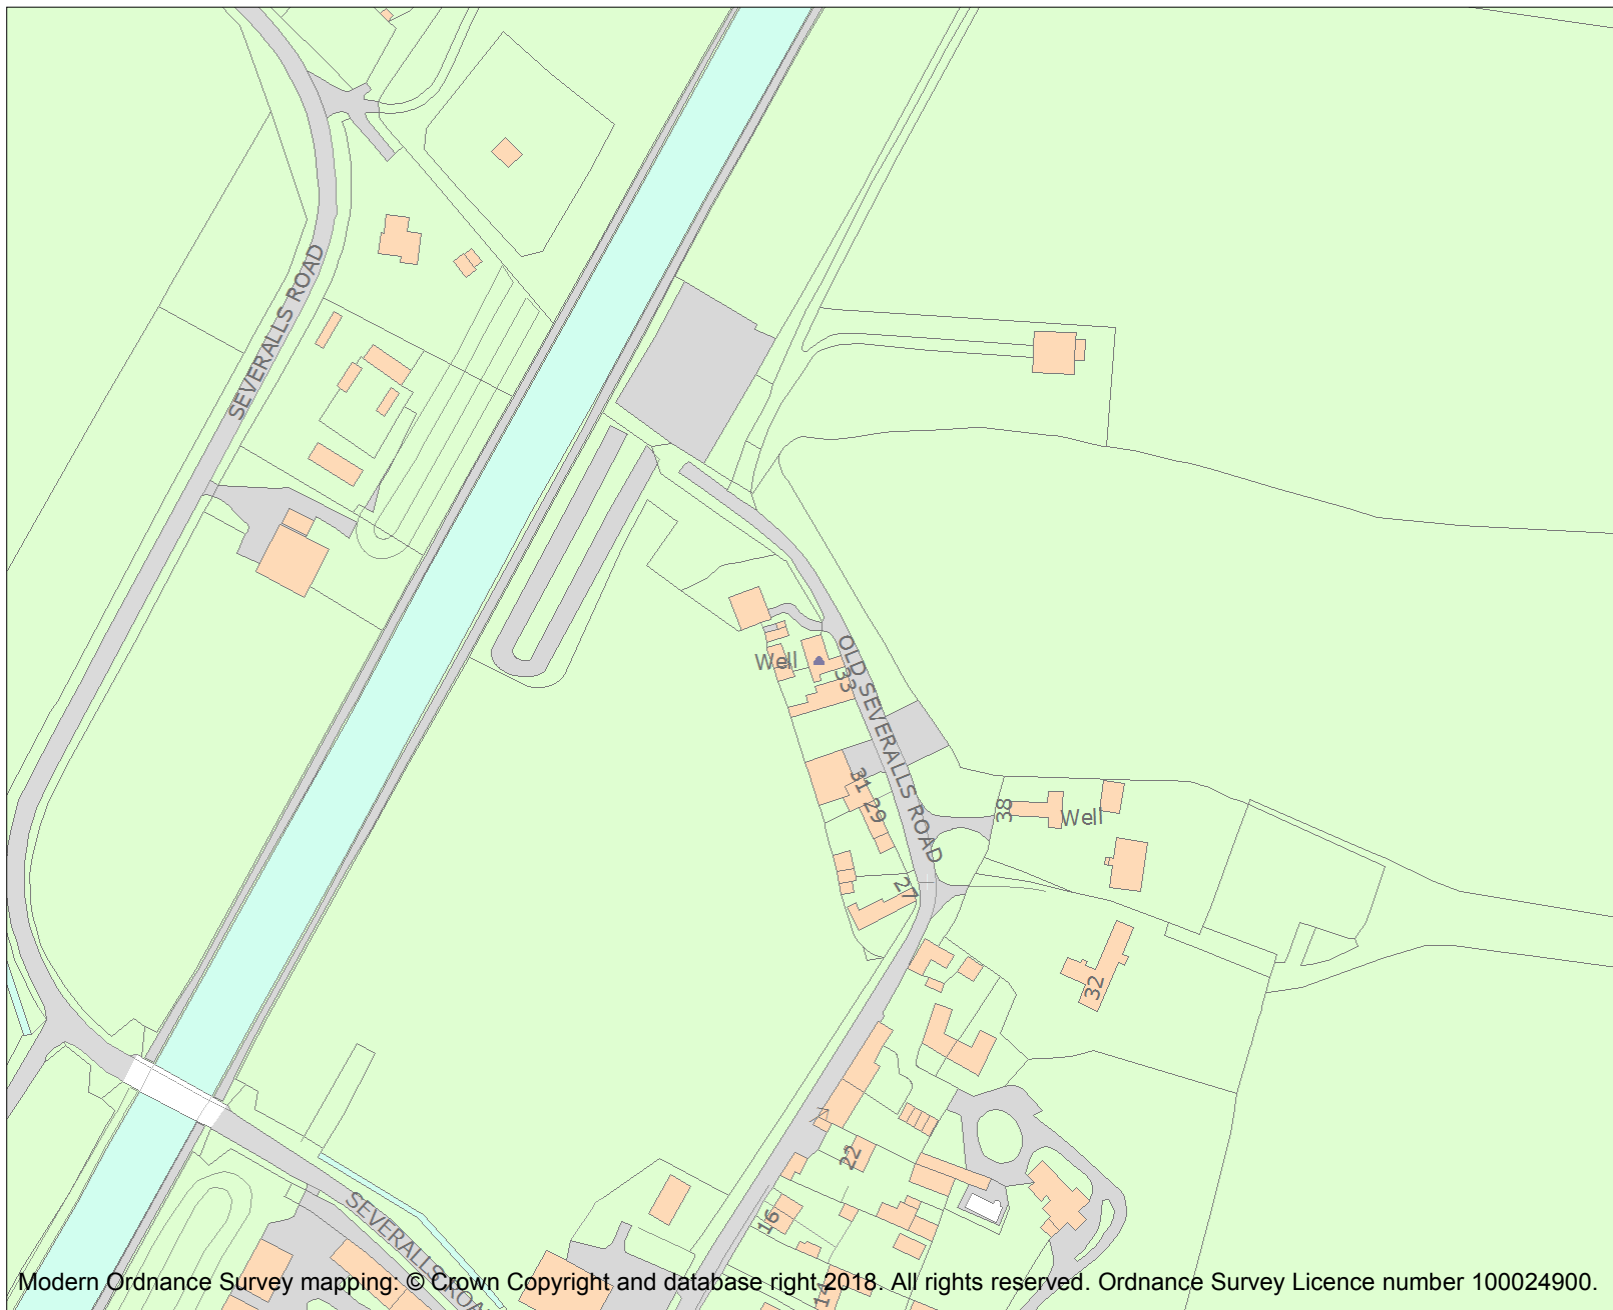 SEVERALLS ROAD
Well
OLD SEVERALLS ROAD
33
31
29
38
Well
27
32
22
16
SEVERALLS ROAD
14
Modern Ordnance Survey mapping: © Crown Copyright and database right 2018. All rights reserved. Ordnance Survey Licence number 100024900.